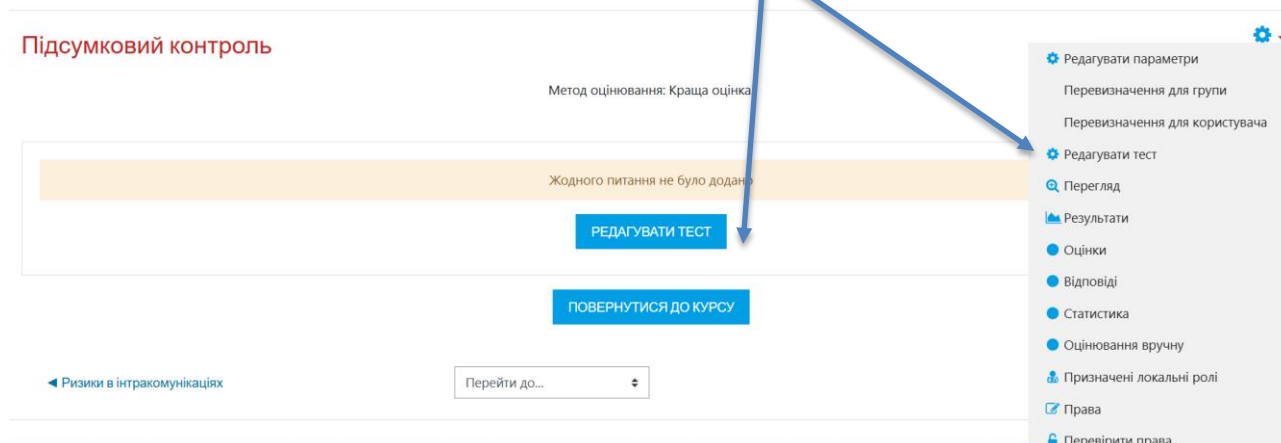 Підсумковий контроль
Метод оцінювання: Краща оцінка
Жодного питання не було додано
РЕДАГУВАТИ ТЕСТ
ПОВЕРНУТИСЯ ДО КУРСУ
◄ Ризики в інтракомунікаціях
Перейти до...
Редагувати параметри
Перевизначення для групи
Перевизначення для користувача
Редагувати тест
Перегляд
Результати
Оцінки
Відповіді
Статистика
Оцінювання вручну
Призначені локальні ролі
Права
Перевірити права